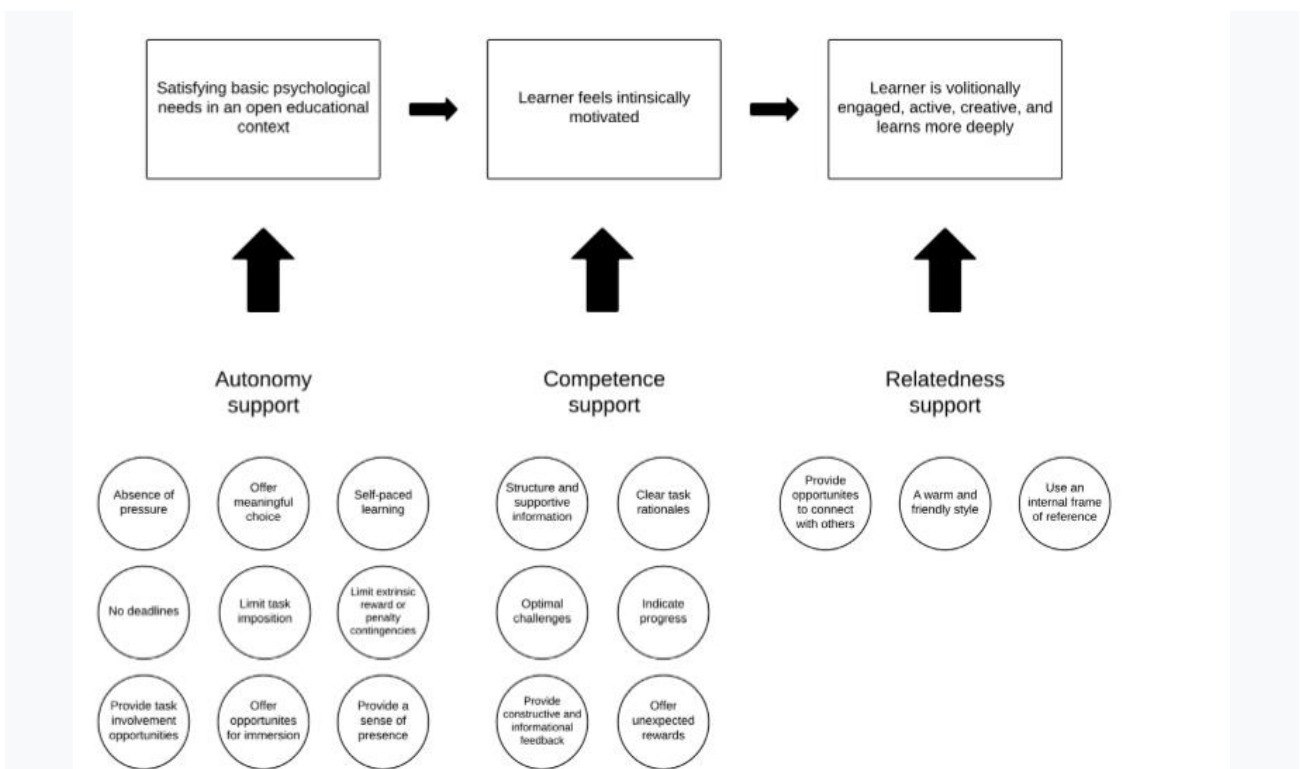 Satisfying basic psychological
needs in an open educational
context
Learner feels intinsically
motivated
Learner is volitionally
engaged, active, creative, and
learns more deeply
Autonomy
support
Competence
support
Relatedness
support
Absence of
pressure
Offer
meaningful
choice
Self-paced
learning
Structure and
supportive
information
Clear task
rationales
Provide
opportunites
to connect
with others
A warm and
friendly style
Use an
internal frame
of reference
No deadlines
Limit task
imposition
Limit extrinsic
reward or
penalty
contingencies
Optimal
challenges
Indicate
progress
Provide task
involvement
opportunities
Offer
opportunites
for immersion
Provide a
sense of
presence
Provide
constructive and
informational
feedback
Offer
unexpected
rewards